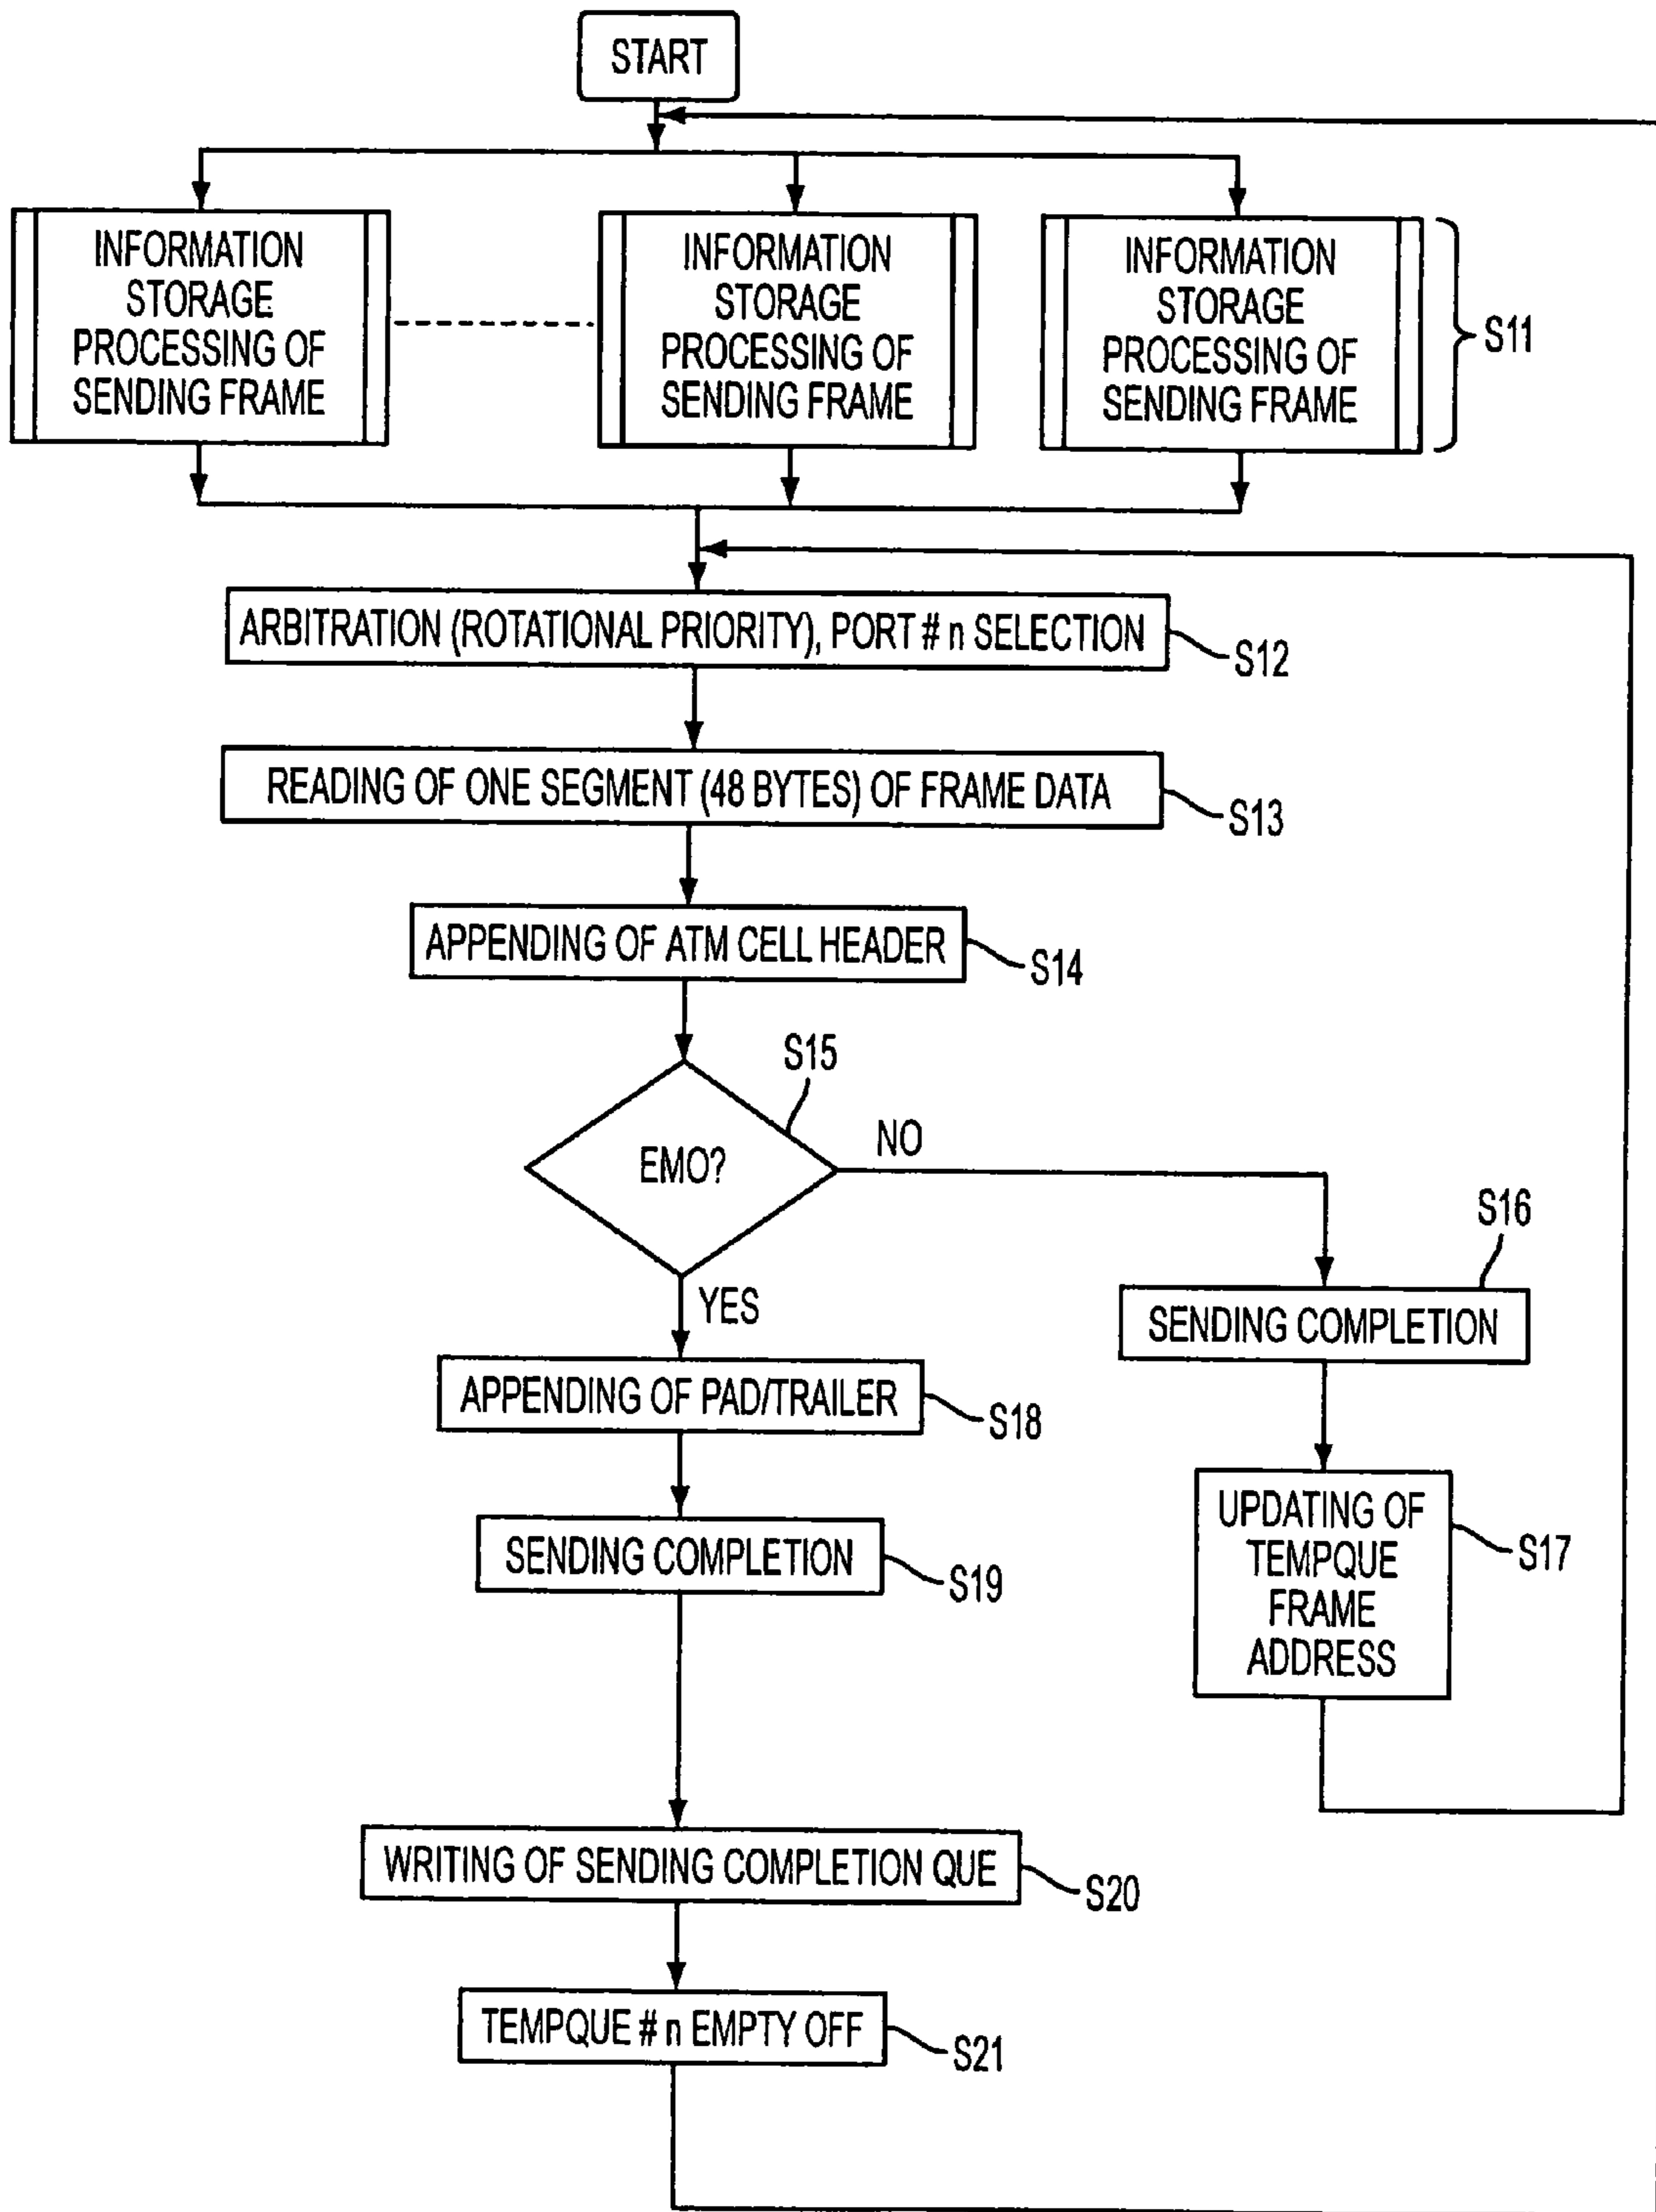 START
INFORMATION
STORAGE
PROCESSING OF
SENDING FRAME
INFORMATION
STORAGE
PROCESSING OF
SENDING FRAME
INFORMATION
STORAGE
PROCESSING OF
SENDING FRAME
S11
ARBITRATION (ROTATIONAL PRIORITY), PORT # n SELECTION
S12
READING OF ONE SEGMENT (48 BYTES) OF FRAME DATA
S13
APPENDING OF ATM CELL HEADER
S14
S15
EMO?
NO
YES
S16
SENDING COMPLETION
UPDATING OF
TEMPQUE
FRAME
ADDRESS
S17
APPENDING OF PAD/TRAILER
S18
SENDING COMPLETION
S19
WRITING OF SENDING COMPLETION QUE
S20
TEMPQUE # n EMPTY OFF
S21